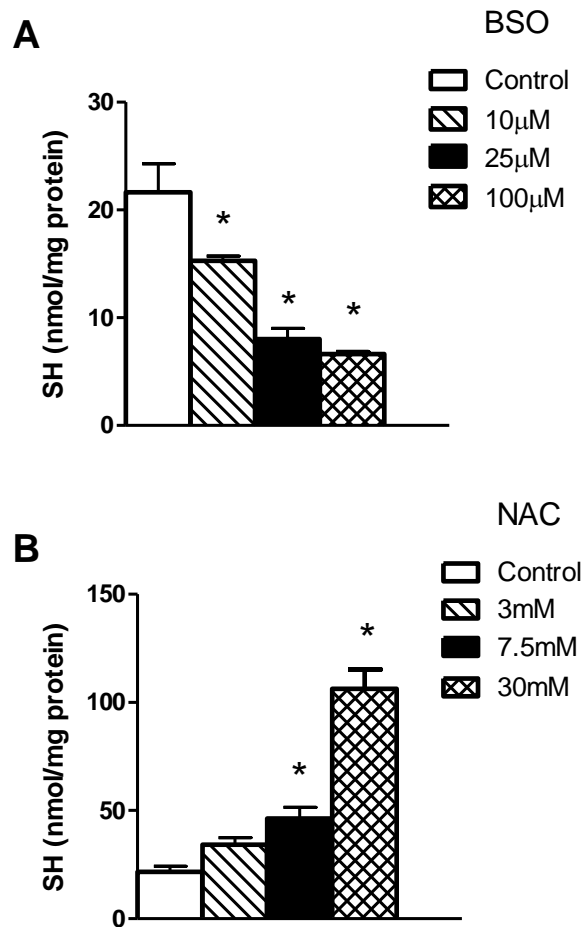 A
BSO
Control
10μM
25μM
100μM
SH (nmol/mg protein)
30
20
10
0
*
*
*
B
NAC
Control
3mM
7.5mM
30mM
SH (nmol/mg protein)
150
100
50
0
*
*